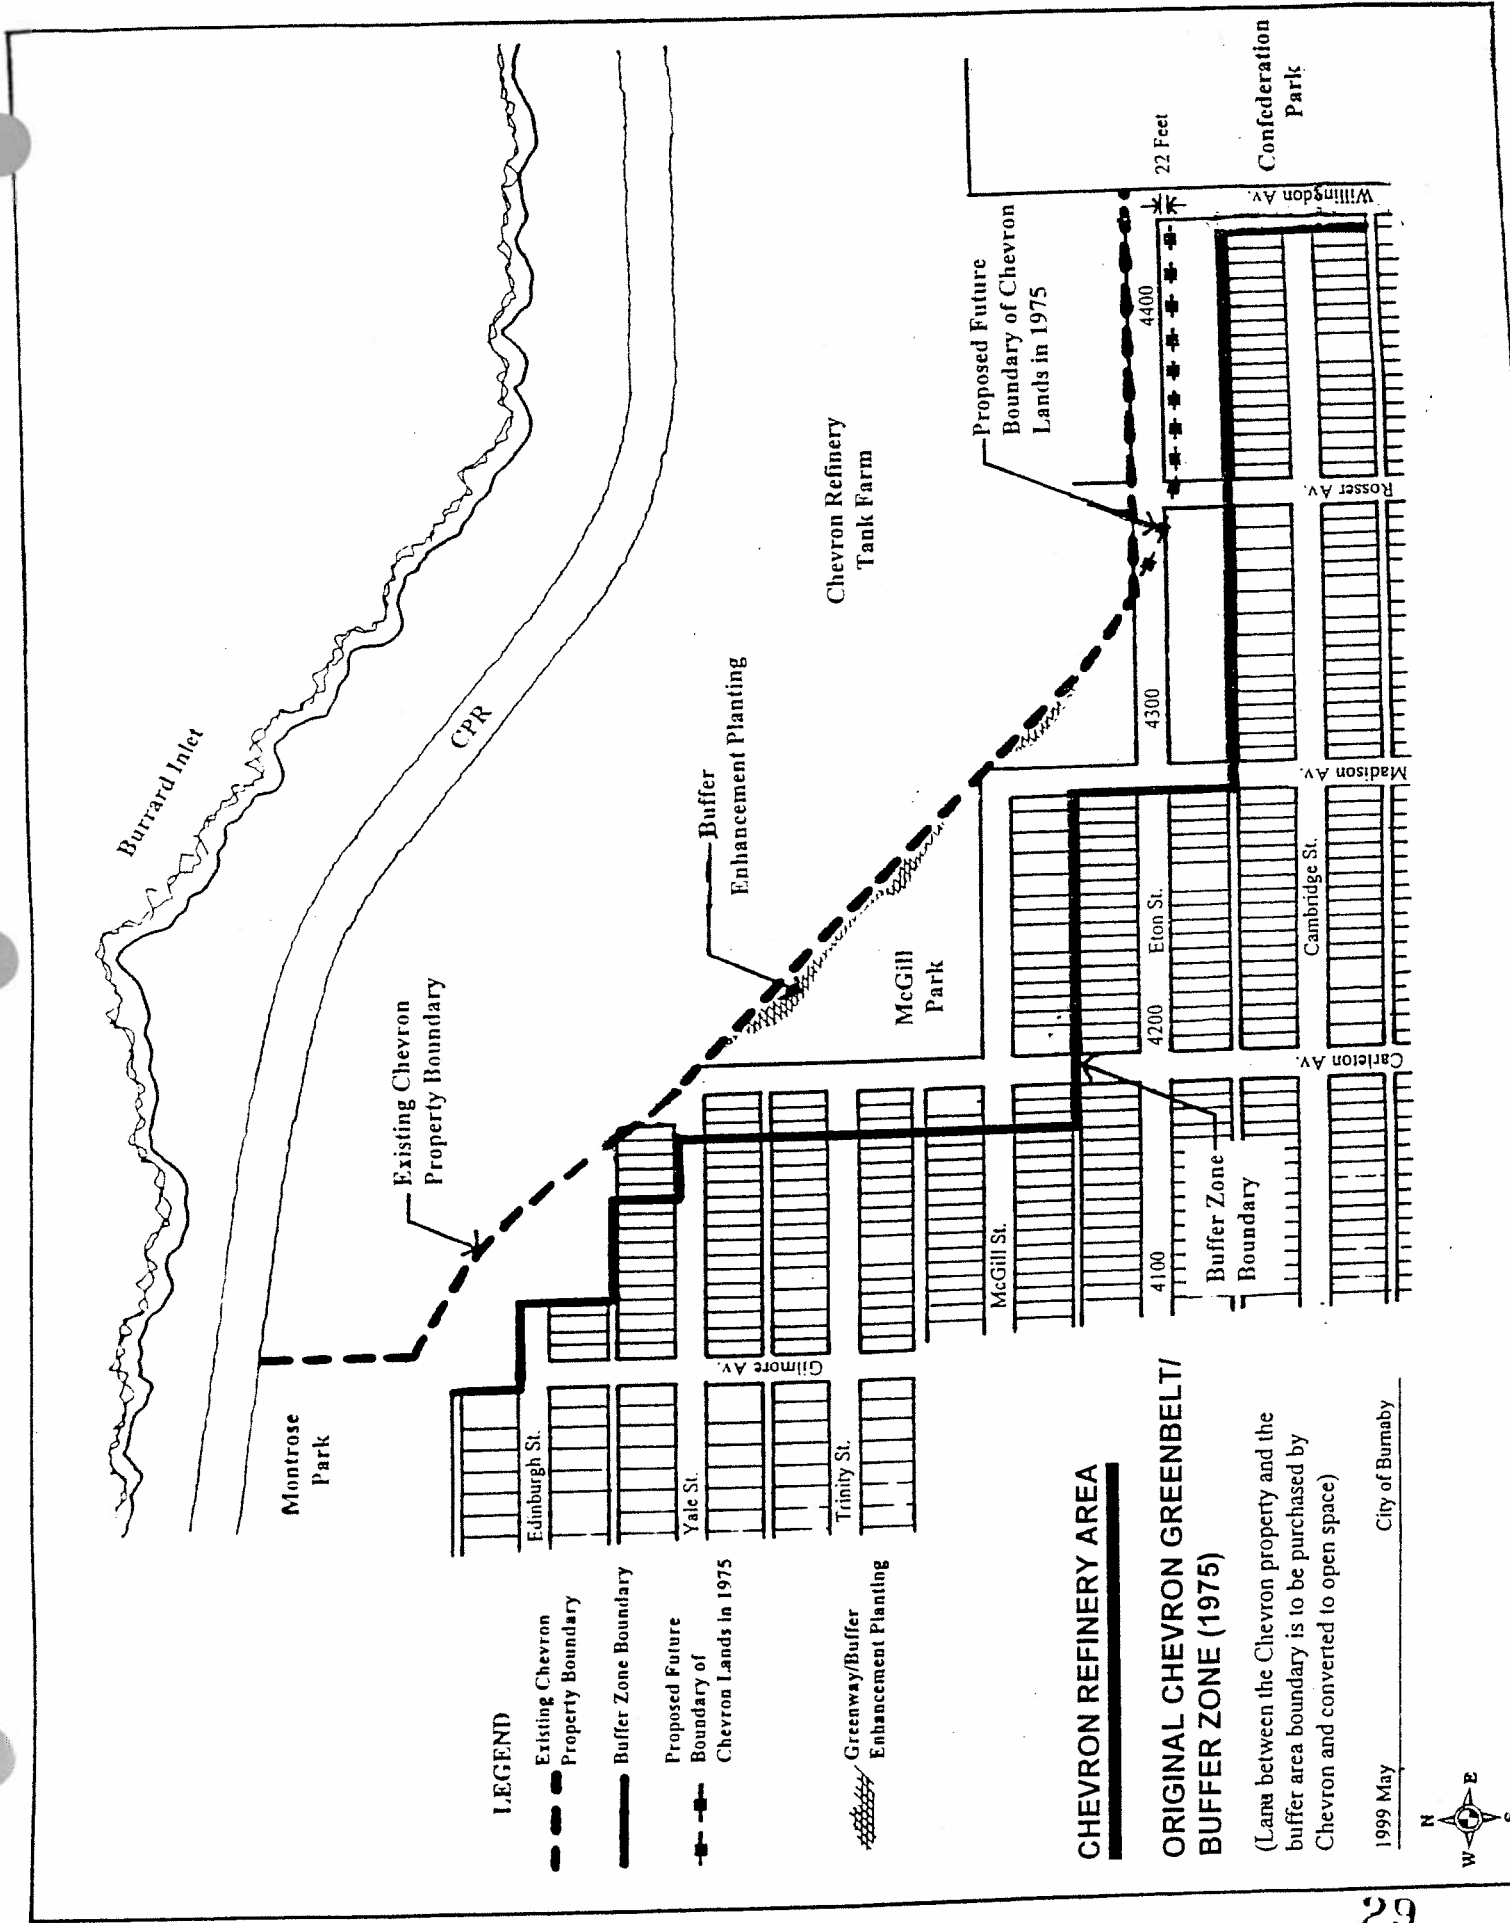 Burrard Inlet
CPR
Montrose
Park
Existing Chevron
Property Boundary
Buffer
Enhancement Planting
Chevron Refinery
Tank Farm
McGill
Park
Proposed Future
Boundary of Chevron
Lands in 1975
22 Feet
Confederation
Park
Edinburgh St.
Yale St.
Trinity St.
McGill St.
Eton St.
Cambridge St.
Gilmore Av.
Carleton Av.
Madison Av.
Rosser Av.
Willingdon Av.
4100
4200
4300
4400
Buffer Zone
Boundary
LEGEND
Existing Chevron
Property Boundary
Buffer Zone Boundary
Proposed Future
Boundary of
Chevron Lands in 1975
Greenway/Buffer
Enhancement Planting
CHEVRON REFINERY AREA
ORIGINAL CHEVRON GREENBELT/
BUFFER ZONE (1975)
(Land between the Chevron property and the
buffer area boundary is to be purchased by
Chevron and converted to open space)
1999 May
City of Burnaby
N
W E
S
29